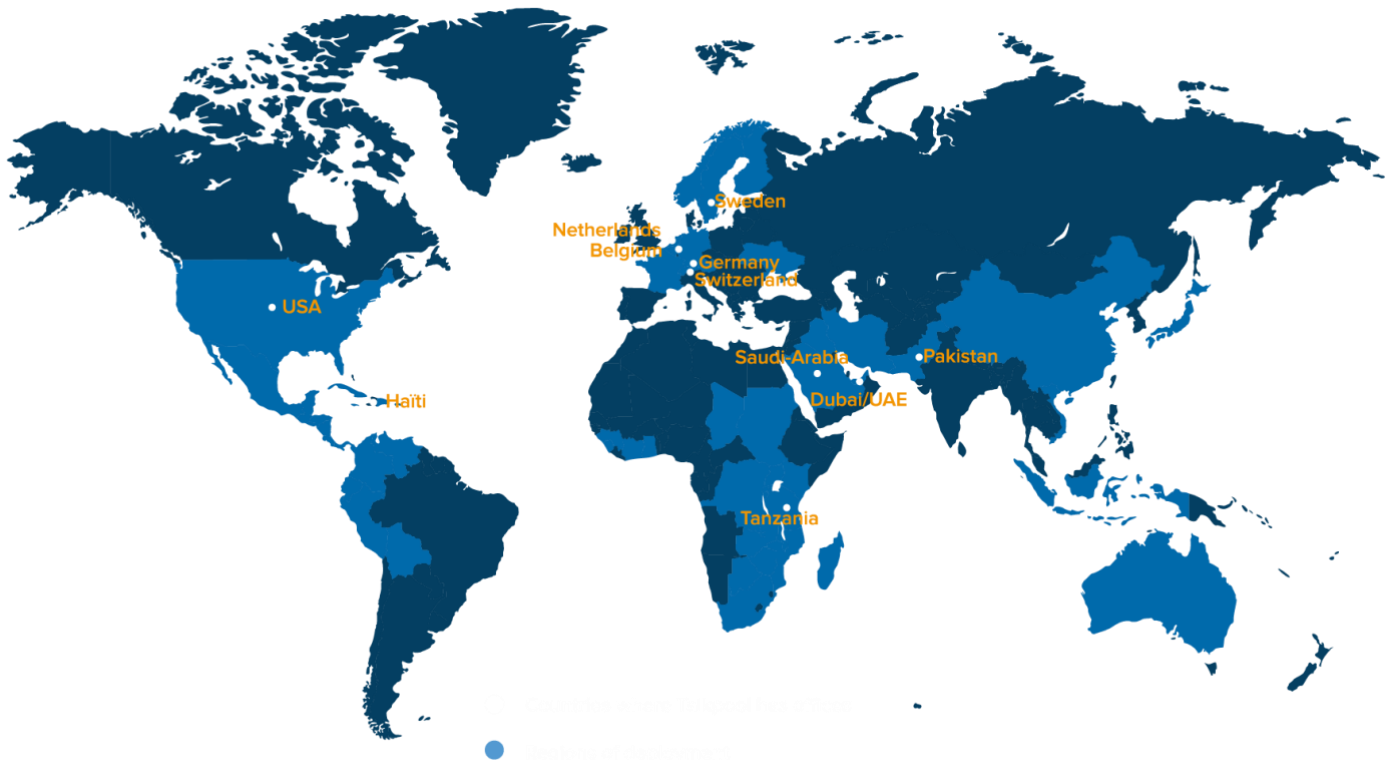 Sweden
Netherlands
Belgium
Germany
Switzerland
USA
Saudi-Arabia
Pakistan
Dubai/UAE
Haïti
Tanzania